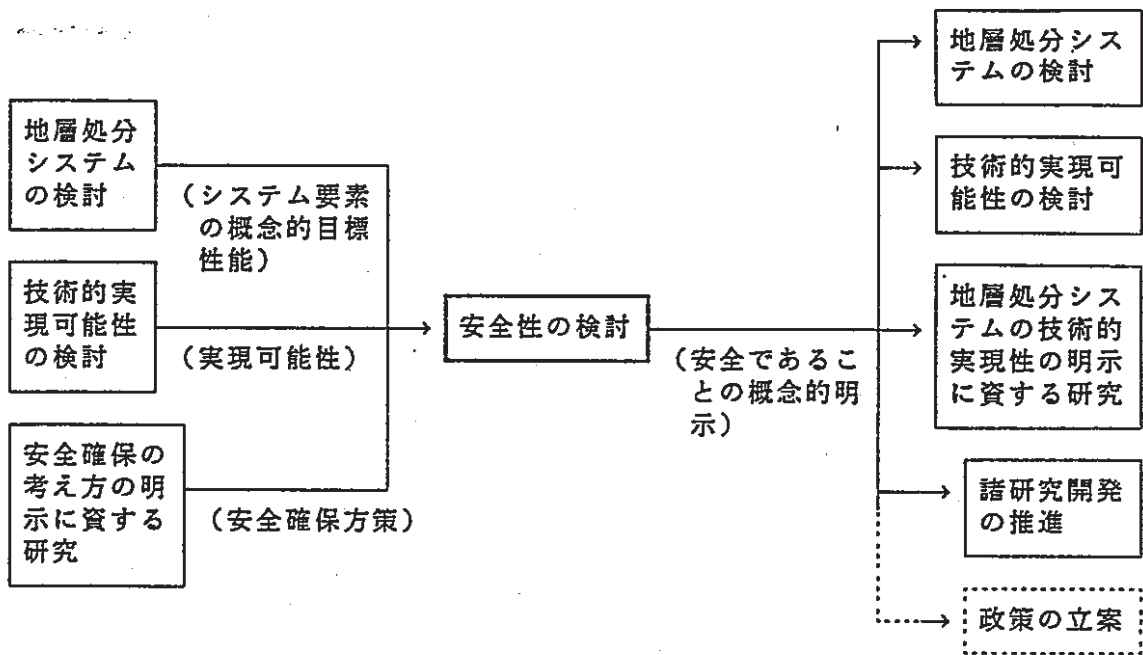 地層処分
システム
の検討
(システム要素
の概念的目標
性能)
技術的実
現可能性
の検討
(実現可能性)
安全確保の
考え方の明
示に資する
研究
(安全確保方策)
安全性の検討
(安全であるこ
との概念的明
示)
地層処分シス
テムの検討
技術的実現可
能性の検討
地層処分シス
テムの技術的
実現性の明示
に資する研究
諸研究開発
の推進
政策の立案